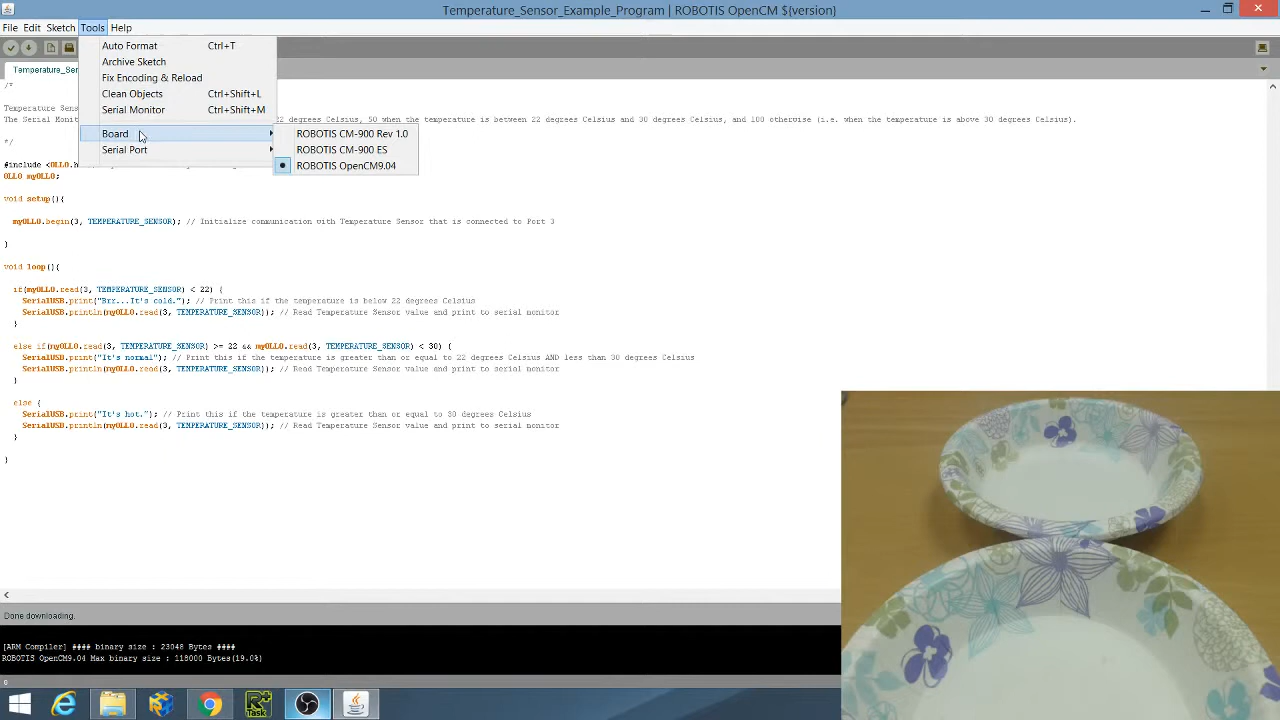 Temperature_Sensor_Example_Program | ROBOTIS OpenCM ${version}
File Edit Sketch Tools Help
Temperature_Sen
Auto Format Ctrl+T
Archive Sketch
Fix Encoding & Reload
Clean Objects Ctrl+Shift+L
Serial Monitor Ctrl+Shift+M
Board
Serial Port
ROBOTIS CM-900 Rev 1.0
ROBOTIS CM-900 ES
ROBOTIS OpenCM9.04
/*
Temperature Sens
The Serial Monit 22 degrees Celsius, 50 when the temperature is between 22 degrees Celsius and 30 degrees Celsius, and 100 otherwise (i.e. when the temperature is above 30 degrees Celsius).
*/
#include <OLLO.h
OLLO myOLLO;
void setup(){
myOLLO.begin(3, TEMPERATURE_SENSOR); // Initialize communication with Temperature Sensor that is connected to Port 3
}
void loop(){
if(myOLLO.read(3, TEMPERATURE_SENSOR) < 22) {
SerialUSB.print("Brr...It's cold."); // Print this if the temperature is below 22 degrees Celsius
SerialUSB.println(myOLLO.read(3, TEMPERATURE_SENSOR)); // Read Temperature Sensor value and print to serial monitor
}
else if(myOLLO.read(3, TEMPERATURE_SENSOR) >= 22 && myOLLO.read(3, TEMPERATURE_SENSOR) < 30) {
SerialUSB.print("It's normal"); // Print this if the temperature is greater than or equal to 22 degrees Celsius AND less than 30 degrees Celsius
SerialUSB.println(myOLLO.read(3, TEMPERATURE_SENSOR)); // Read Temperature Sensor value and print to serial monitor
}
else {
SerialUSB.print("It's hot."); // Print this if the temperature is greater than or equal to 30 degrees Celsius
SerialUSB.println(myOLLO.read(3, TEMPERATURE_SENSOR)); // Read Temperature Sensor value and print to serial monitor
}
}
Done downloading.
[ARM Compiler] #### binary size : 23048 Bytes ####
ROBOTIS OpenCM9.04 Max binary size : 118000 Bytes(19.0%)
Task